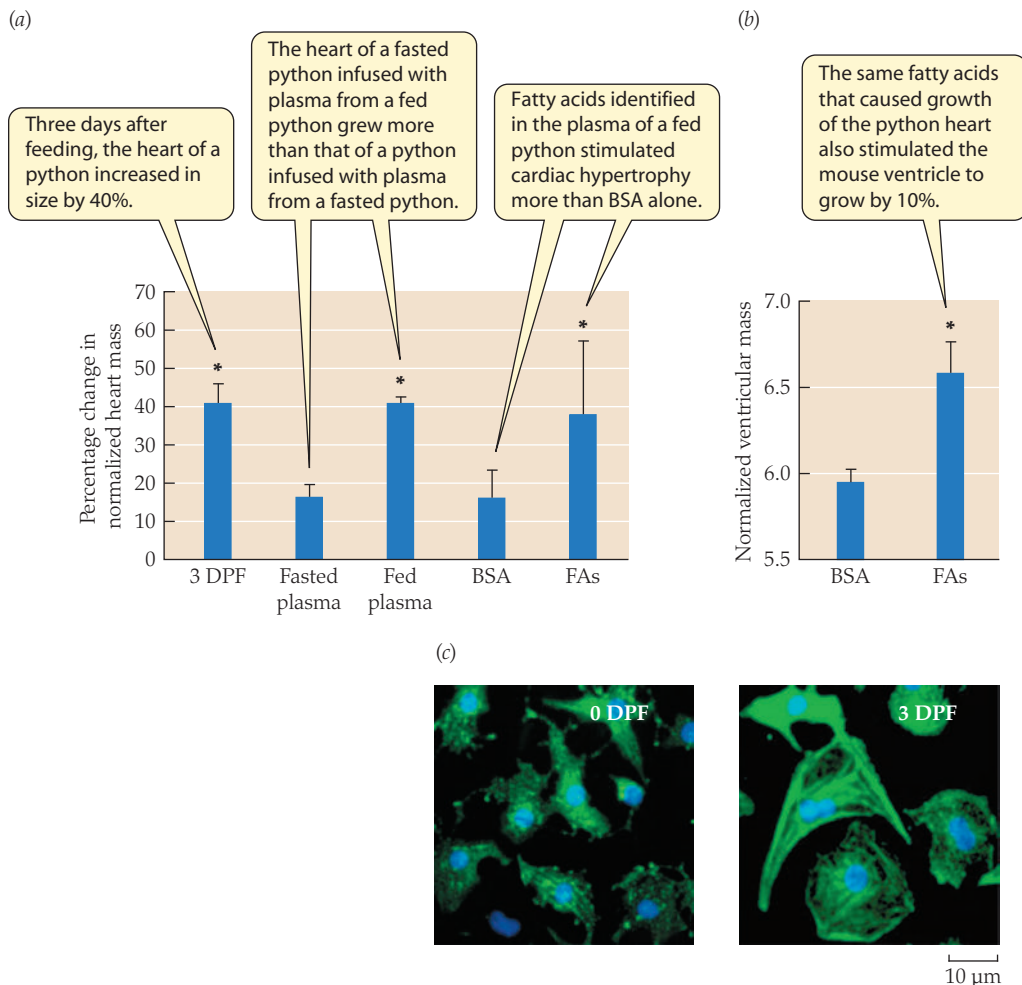 (a)
Three days after
feeding, the heart of a
python increased in
size by 40%.
The heart of a fasted
python infused with
plasma from a fed
python grew more
than that of a python
infused with plasma
from a fasted python.
Fatty acids identified
in the plasma of a fed
python stimulated
cardiac hypertrophy
more than BSA alone.
Percentage change in
normalized heart mass
70
60
50
40
30
20
10
0
*
*
*
3 DPF
Fasted
plasma
Fed
plasma
BSA
FAs
(b)
The same fatty acids
that caused growth
of the python heart
also stimulated the
mouse ventricle to
grow by 10%.
Normalized ventricular mass
7.0
6.5
6.0
5.5
*
BSA
FAs
(c)
0 DPF
3 DPF
10 µm